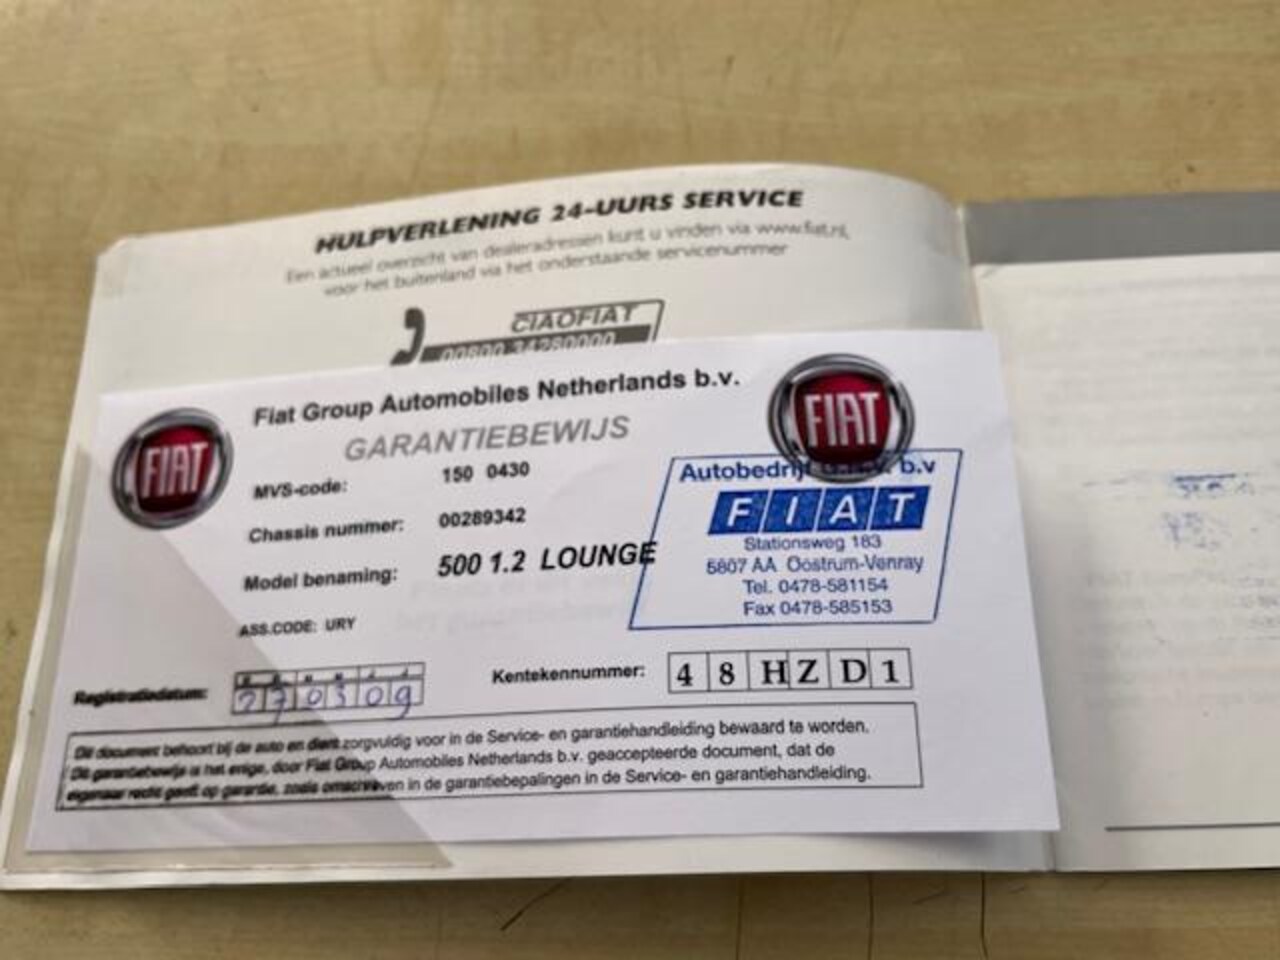 HULPVERLENING 24-UURS SERVICE
Een actueel overzicht van dealeradressen kunt u vinden via www.fiat.nl,
voor het buitenland via het onderstaande servicenummer
CIAOFIAT
00800 34280000
Fiat Group Automobiles Netherlands b.v.
GARANTIEBEWIJS
FIAT
FIAT
MVS-code: 150 0430
Chassis nummer: 00289342
Model benaming: 500 1.2 LOUNGE
ASS.CODE: URY
Autobedrijf b.v
FIAT
Stationsweg 183
5807 AA Oostrum-Venray
Tel. 0478-581154
Fax 0478-585153
Registratiedatum: 270309
Kentekennummer: 48HZD1
Dit document behoort bij de auto en dient zorgvuldig voor in de Service- en garantiehandleiding bewaard te worden.
Dit garantiebewijs is het enige, door Fiat Group Automobiles Netherlands b.v. geaccepteerde document, dat de
eigenaar recht geeft op garantie, zoals omschreven in de garantiebepalingen in de Service- en garantiehandleiding.